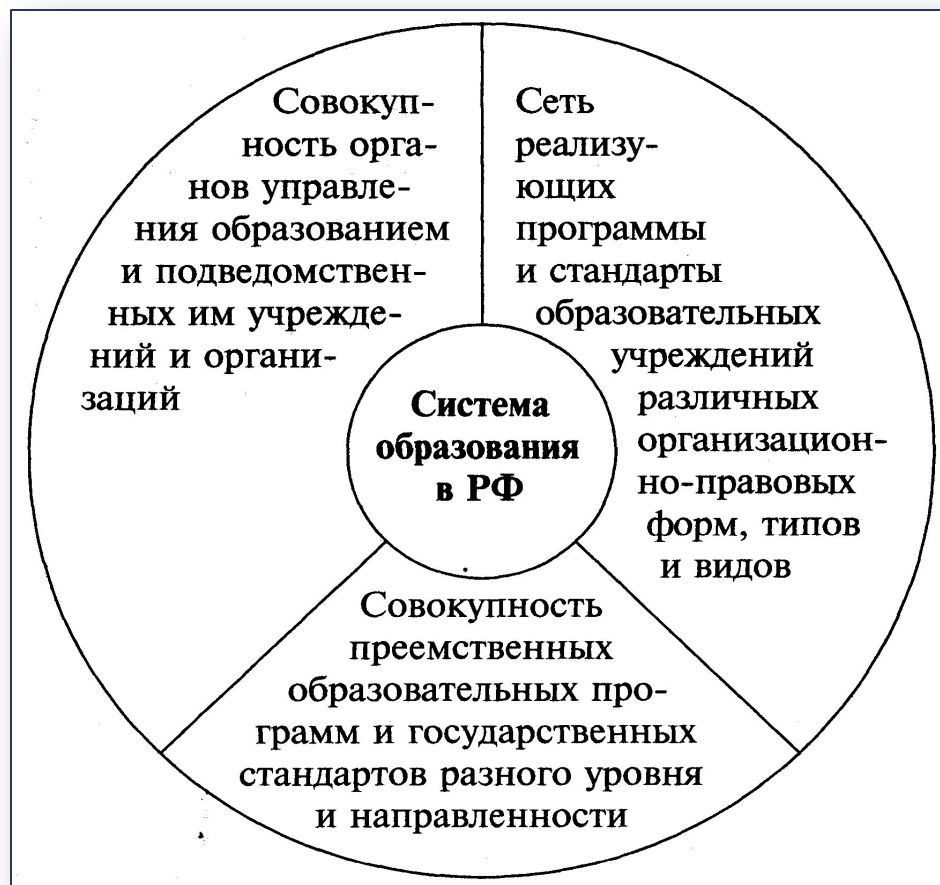 Совокуп-
ность орга-
нов управле-
ния образованием
и подведомствен-
ных им учрежде-
ний и органи-
заций
Сеть
реализу-
ющих
программы
и стандарты
образовательных
учреждений
различных
организацион-
но-правовых
форм, типов
и видов
Система
образования
в РФ
Совокупность
преемственных
образовательных про-
грамм и государственных
стандартов разного уровня
и направленности